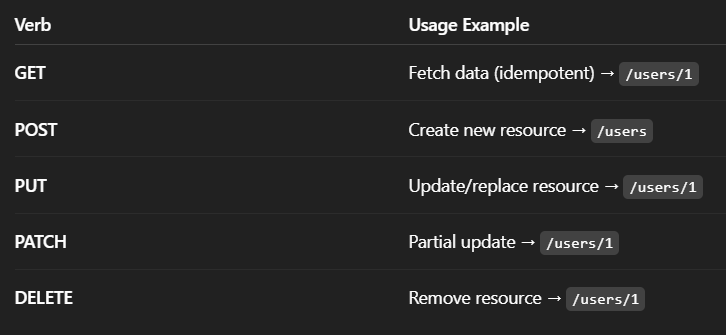 Verb Usage Example
GET Fetch data (idempotent) → /users/1
POST Create new resource → /users
PUT Update/replace resource → /users/1
PATCH Partial update → /users/1
DELETE Remove resource → /users/1